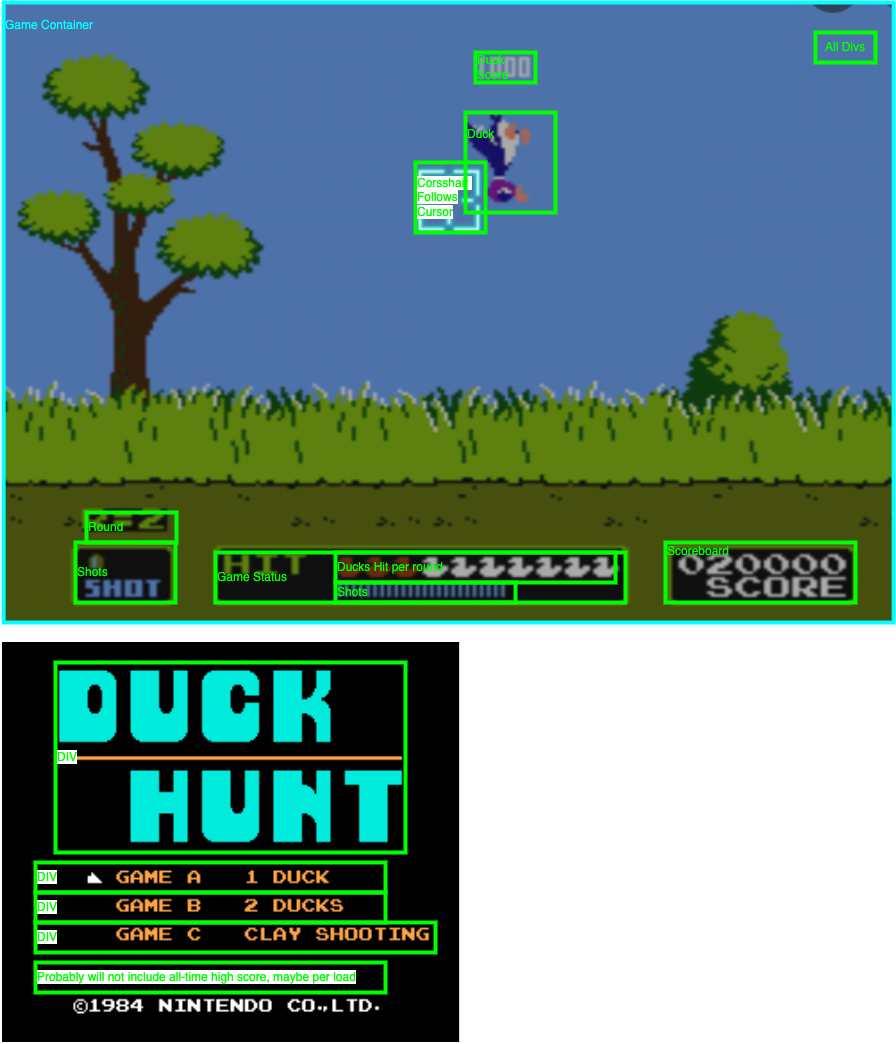 Game Container
All Divs
Duck
Score
Duck
Corsshair
Follows
Cursor
Round
Shots
SHOT
HIT
Game Status
Ducks Hit per round
Shots
Scoreboard
020000
SCORE
DUCK
DIV
HUNT
DIV GAME A 1 DUCK
DIV GAME B 2 DUCKS
DIV GAME C CLAY SHOOTING
Probably will not include all-time high score, maybe per load
©1984 NINTENDO CO.,LTD.